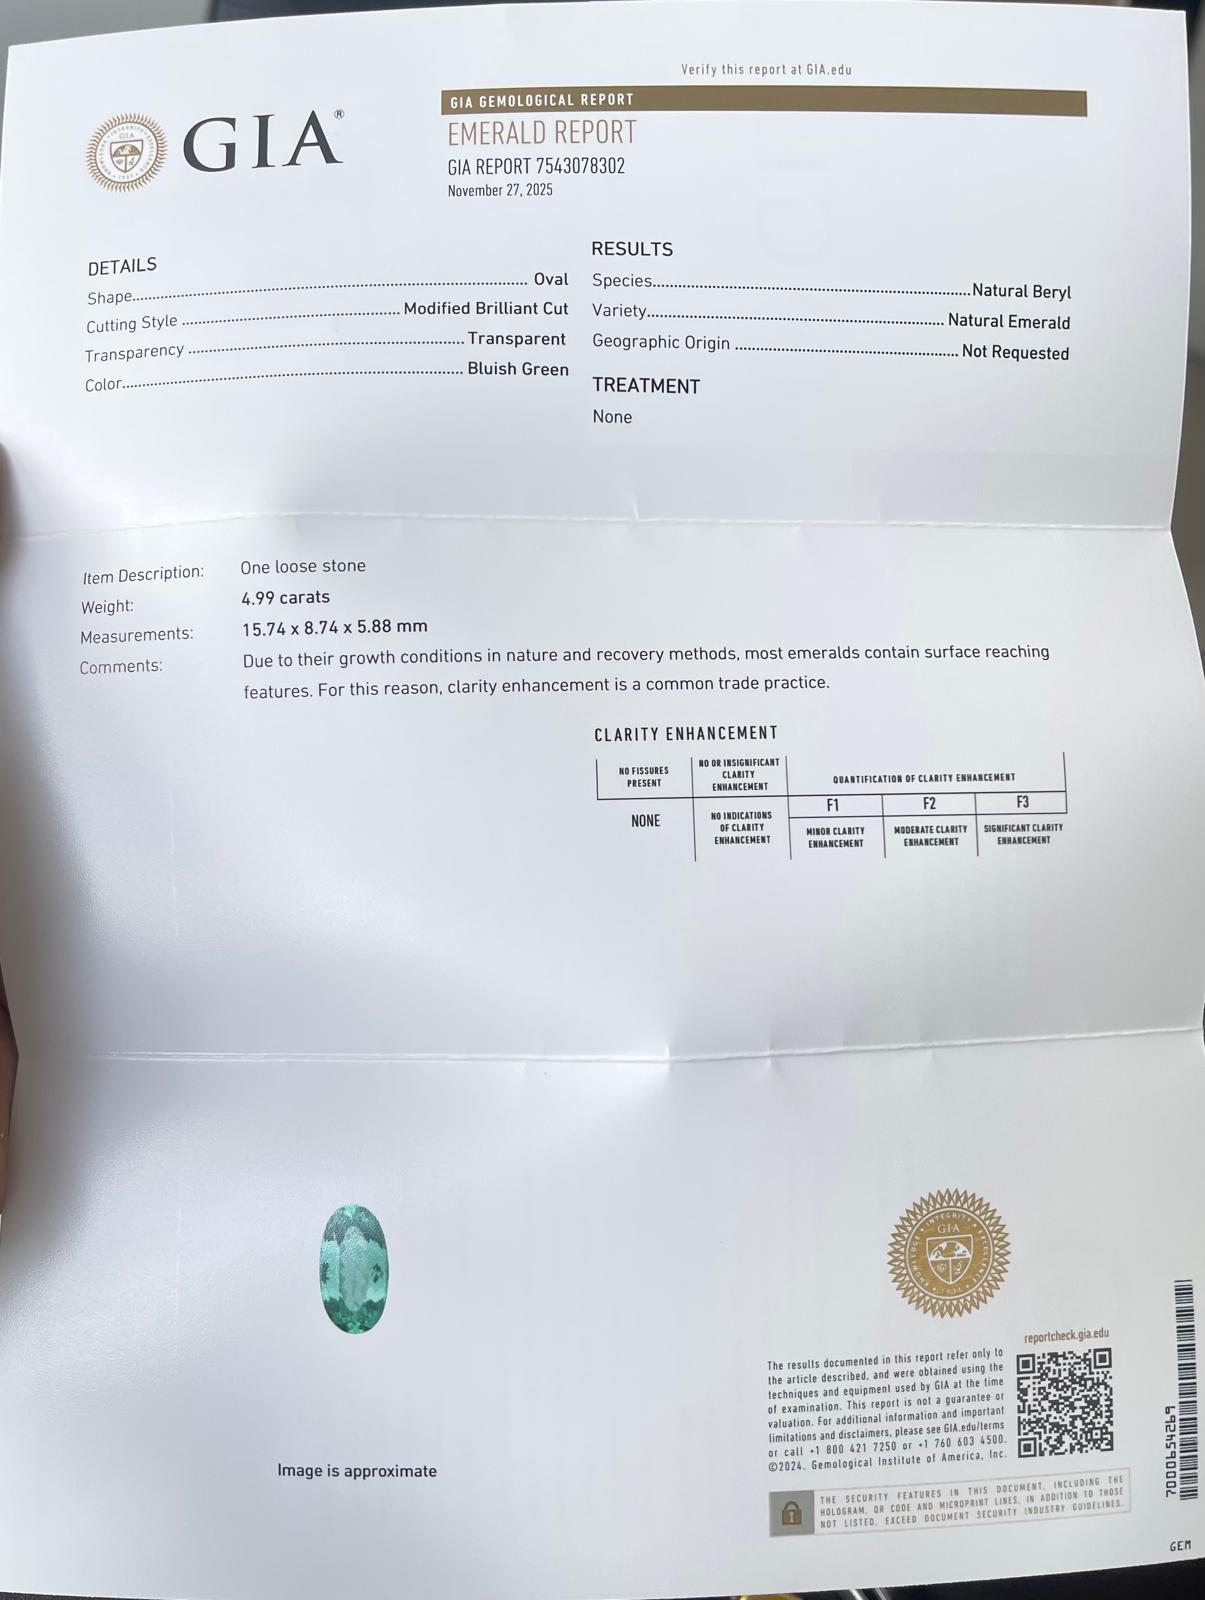 Verify this report at GIA.edu
GIA®
GIA GEMOLOGICAL REPORT
EMERALD REPORT
GIA REPORT 7543078302
November 27, 2025
DETAILS
Shape Oval
Cutting Style Modified Brilliant Cut
Transparency Transparent
Color Bluish Green
RESULTS
Species Natural Beryl
Variety Natural Emerald
Geographic Origin Not Requested
TREATMENT
None
Item Description: One loose stone
Weight: 4.99 carats
Measurements: 15.74 x 8.74 x 5.88 mm
Comments: Due to their growth conditions in nature and recovery methods, most emeralds contain surface reaching
features. For this reason, clarity enhancement is a common trade practice.
CLARITY ENHANCEMENT
NO FISSURES
PRESENT
NONE
NO OR INSIGNIFICANT
CLARITY
ENHANCEMENT
NO INDICATIONS
OF CLARITY
ENHANCEMENT
QUANTIFICATION OF CLARITY ENHANCEMENT
F1 F2 F3
MINOR CLARITY
ENHANCEMENT
MODERATE CLARITY
ENHANCEMENT
SIGNIFICANT CLARITY
ENHANCEMENT
Image is approximate
GIA
INTEGRITY
EXCELLENCE
KNOWLEDGE
1931
reportcheck.gia.edu
The results documented in this report refer only to
the article described, and were obtained using the
techniques and equipment used by GIA at the time
of examination. This report is not a guarantee or
valuation. For additional information and important
limitations and disclaimers, please see GIA.edu/terms
or call +1 800 421 7250 or +1 760 603 4500.
©2024. Gemological Institute of America, Inc.
THE SECURITY FEATURES IN THIS DOCUMENT, INCLUDING THE
HOLOGRAM, QR CODE AND MICROPRINT LINES, IN ADDITION TO THOSE
NOT LISTED, EXCEED DOCUMENT SECURITY INDUSTRY GUIDELINES.
7000654269
GEM